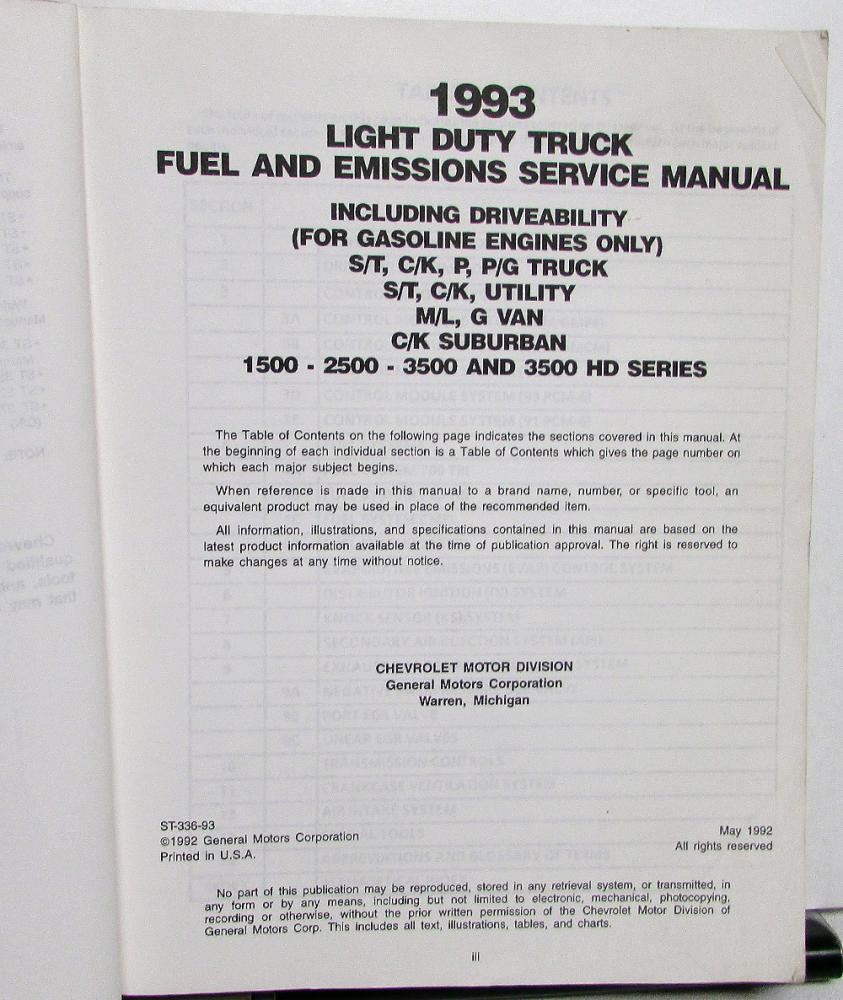 1993
LIGHT DUTY TRUCK
FUEL AND EMISSIONS SERVICE MANUAL
INCLUDING DRIVEABILITY
(FOR GASOLINE ENGINES ONLY)
S/T, C/K, P, P/G TRUCK
S/T, C/K, UTILITY
M/L, G VAN
C/K SUBURBAN
1500 - 2500 - 3500 AND 3500 HD SERIES
The Table of Contents on the following page indicates the sections covered in this manual. At
the beginning of each individual section is a Table of Contents which gives the page number on
which each major subject begins.
When reference is made in this manual to a brand name, number, or specific tool, an
equivalent product may be used in place of the recommended item.
All information, illustrations, and specifications contained in this manual are based on the
latest product information available at the time of publication approval. The right is reserved to
make changes at any time without notice.
CHEVROLET MOTOR DIVISION
General Motors Corporation
Warren, Michigan
ST-336-93
©1992 General Motors Corporation
Printed in U.S.A.
May 1992
All rights reserved
No part of this publication may be reproduced, stored in any retrieval system, or transmitted, in
any form or by any means, including but not limited to electronic, mechanical, photocopying,
recording or otherwise, without the prior written permission of the Chevrolet Motor Division of
General Motors Corp. This includes all text, illustrations, tables, and charts.
iii